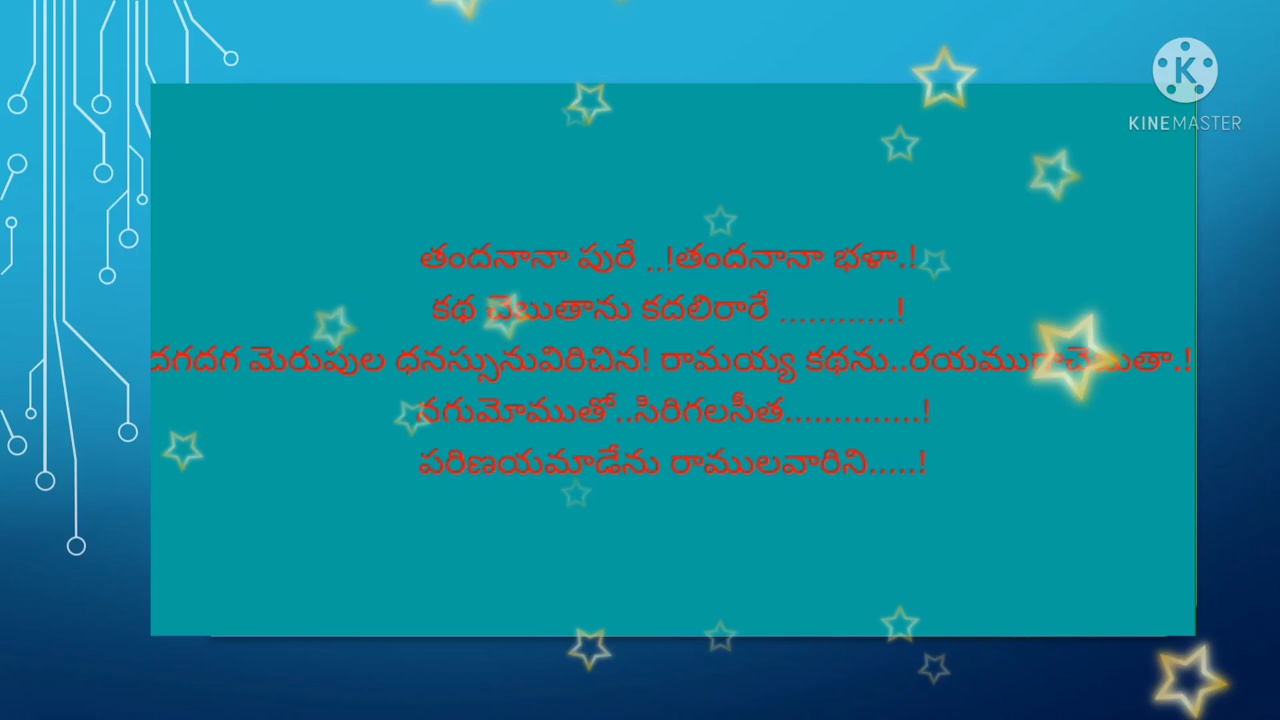 KINEMASTER
తందనానా పురే ..!తందనానా భళా.!
కథ చెబుతాను కదలిరారే ............!
దగదగ మెరుపుల ధనస్సునువిరిచిన! రామయ్య కథను..రయముగాచెబుతా.!
నగుమోముతో..సిరిగలసీత..............!
పరిణయమాడేను రాములవారిని.....!